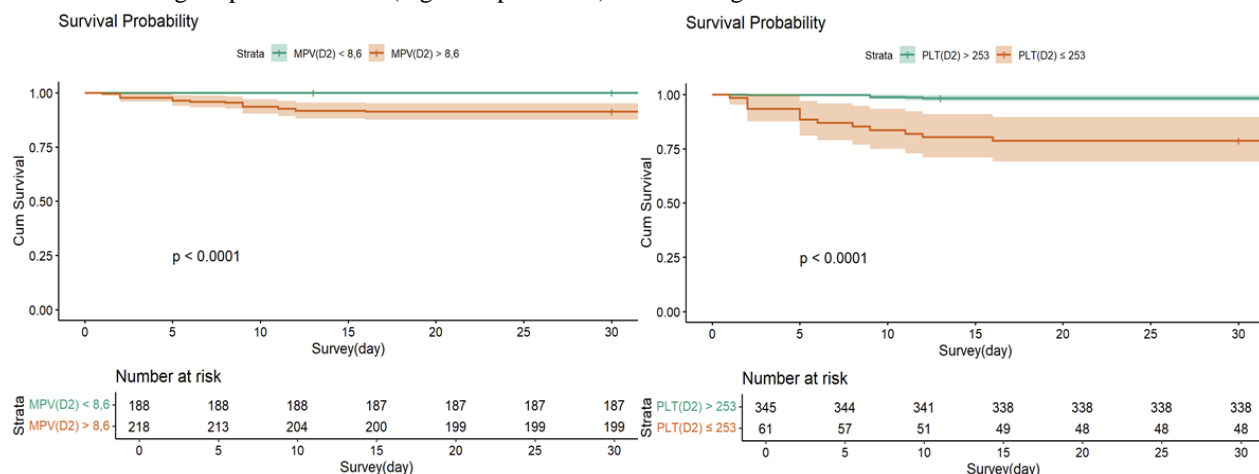 Survival Probability
Strata MPV(D2) < 8,6 MPV(D2) > 8,6
1.00
0.75
0.50
0.25
0.00
Cum Survival
p < 0.0001
0 5 10 15 20 25 30
Survey(day)
Number at risk
Strata
MPV(D2) < 8,6 188 188 188 187 187 187 187
MPV(D2) > 8,6 218 213 204 200 199 199 199
0 5 10 15 20 25 30
Survey(day)
Survival Probability
Strata PLT(D2) > 253 PLT(D2) ≤ 253
1.00
0.75
0.50
0.25
0.00
Cum Survival
p < 0.0001
0 5 10 15 20 25 30
Survey(day)
Number at risk
Strata
PLT(D2) > 253 345 344 341 338 338 338 338
PLT(D2) ≤ 253 61 57 51 49 48 48 48
0 5 10 15 20 25 30
Survey(day)